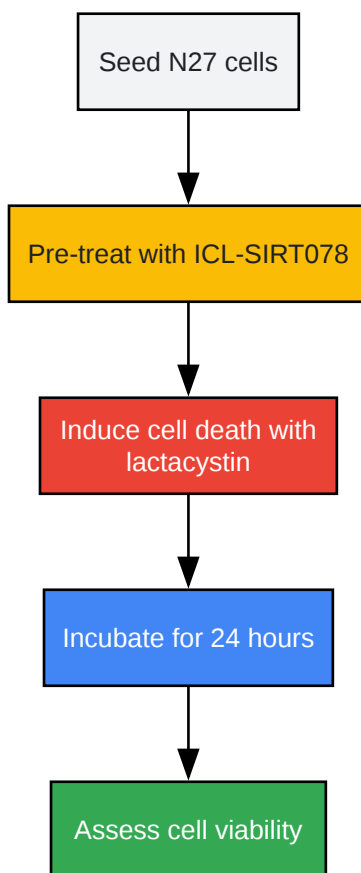 Seed N27 cells
Pre-treat with ICL-SIRT078
Induce cell death with
lactacystin
Incubate for 24 hours
Assess cell viability